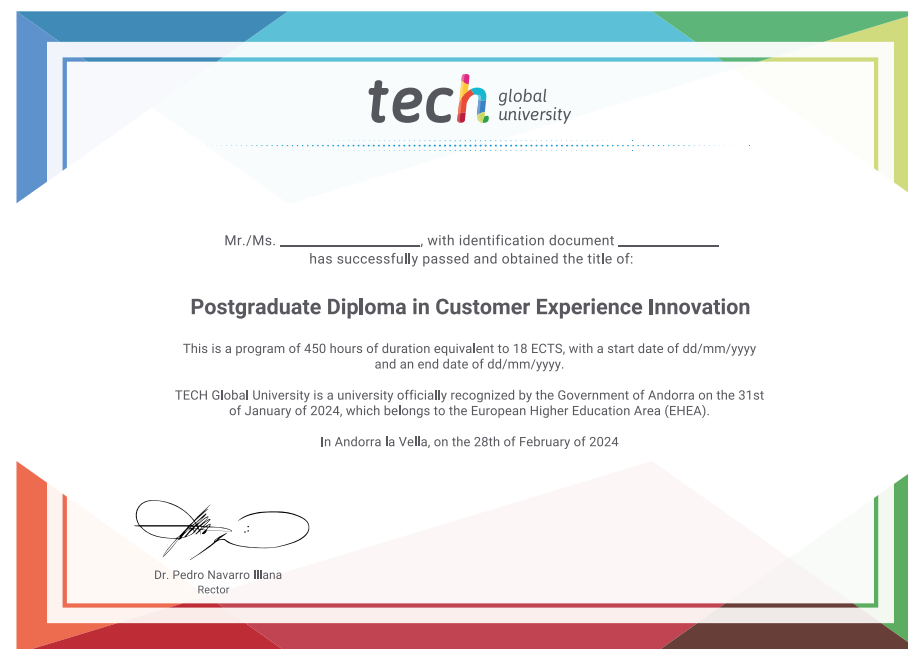 tech global
university
Mr./Ms. ____________, with identification document ____________
has successfully passed and obtained the title of:
Postgraduate Diploma in Customer Experience Innovation
This is a program of 450 hours of duration equivalent to 18 ECTS, with a start date of dd/mm/yyyy
and an end date of dd/mm/yyyy.
TECH Global University is a university officially recognized by the Government of Andorra on the 31st
of January of 2024, which belongs to the European Higher Education Area (EHEA).
In Andorra la Vella, on the 28th of February of 2024
Dr. Pedro Navarro Illana
Rector